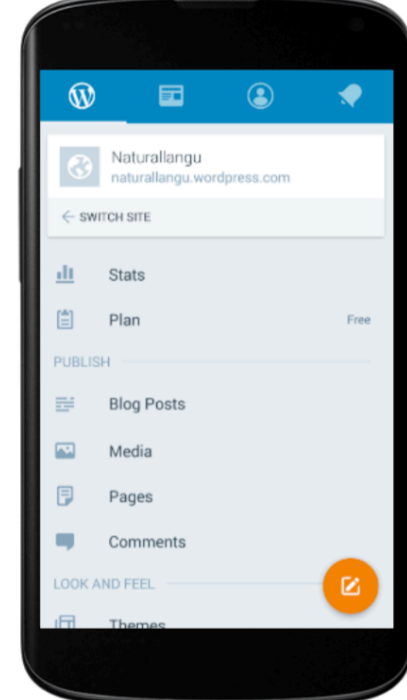 Naturallangu
naturallangu.wordpress.com
SWITCH SITE
Stats
Plan Free
PUBLISH
Blog Posts
Media
Pages
Comments
LOOK AND FEEL
Themes